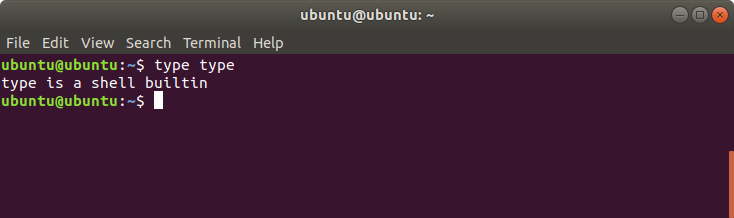 ubuntu@ubuntu: ~
File Edit View Search Terminal Help
ubuntu@ubuntu:~$ type type
type is a shell builtin
ubuntu@ubuntu:~$